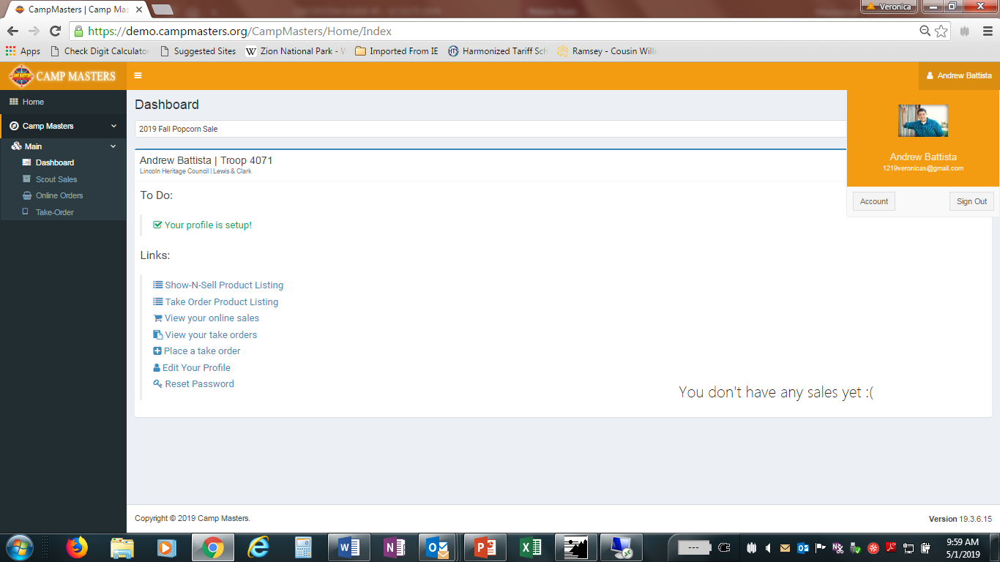 CampMasters | Camp Mas
Veronica
https://demo.campmasters.org/CampMasters/Home/Index
Apps
Check Digit Calculator
Suggested Sites
W Zion National Park - W
Imported From IE
HTS Harmonized Tariff Sch
Ramsey - Cousin Willi
CAMP MASTERS CAMP MASTERS
Andrew Battista
Home
Camp Masters
Main
Dashboard
Scout Sales
Online Orders
Take-Order
Dashboard
2019 Fall Popcorn Sale
Andrew Battista | Troop 4071
Lincoln Heritage Council | Lewis & Clark
To Do:
Your profile is setup!
Links:
Show-N-Sell Product Listing
Take Order Product Listing
View your online sales
View your take orders
Place a take order
Edit Your Profile
Reset Password
You don't have any sales yet :(
Andrew Battista
1219veronicas@gmail.com
Account
Sign Out
Copyright © 2019 Camp Masters.
Version 19.3.6.15
9:59 AM
5/1/2019